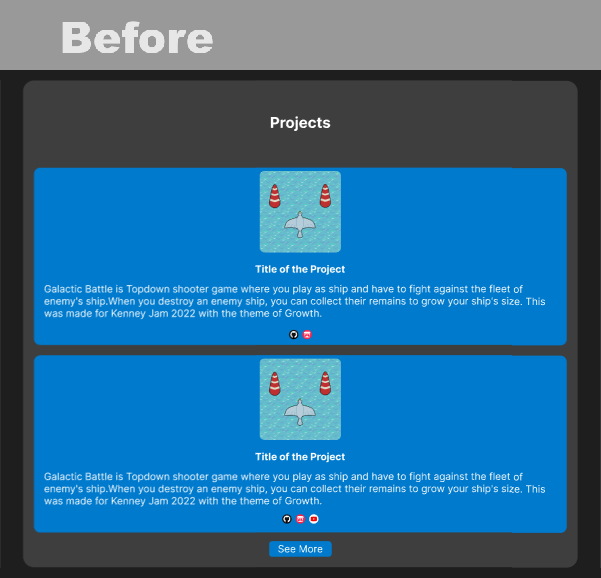 Before
Projects
Title of the Project
Galactic Battle is Topdown shooter game where you play as ship and have to fight against the fleet of
enemy's ship.When you destroy an enemy ship, you can collect their remains to grow your ship's size. This
was made for Kenney Jam 2022 with the theme of Growth.
Title of the Project
Galactic Battle is Topdown shooter game where you play as ship and have to fight against the fleet of
enemy's ship.When you destroy an enemy ship, you can collect their remains to grow your ship's size. This
was made for Kenney Jam 2022 with the theme of Growth.
See More